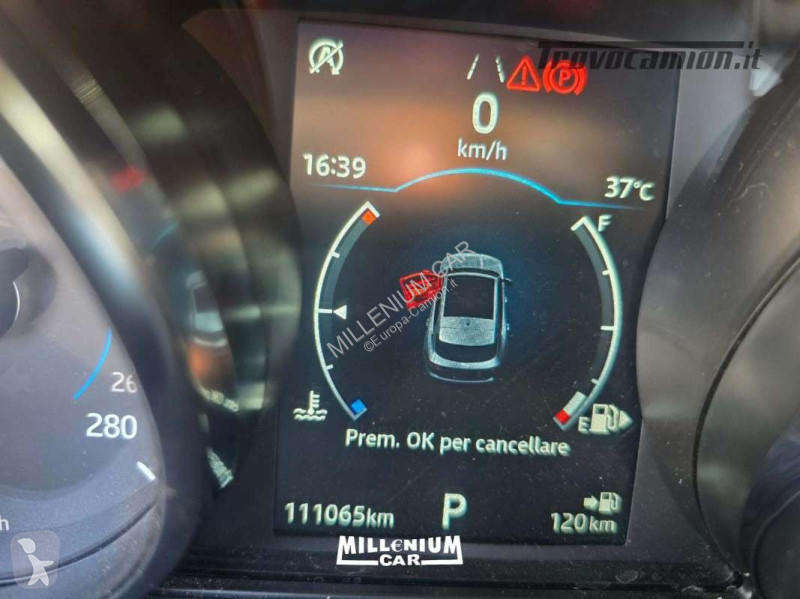 Trovocamion.it
A
P
0
km/h
16:39
37°C
F
MILLENIUM CAR
©Europa-Camion.it
E
Prem. OK per cancellare
26
280
111065km
P
120km
h
MILLENIUM
CAR